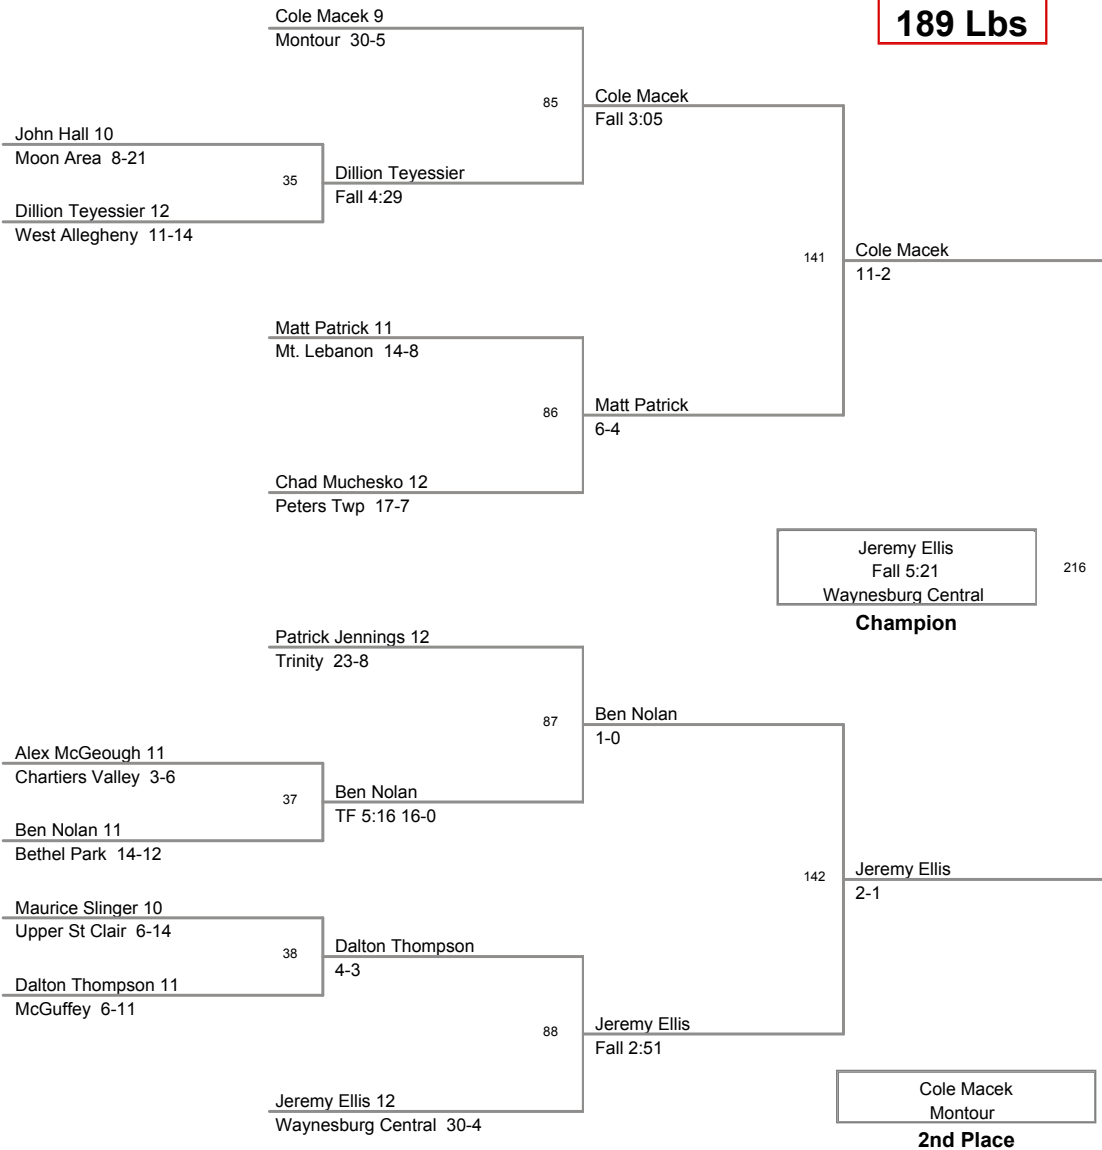 Cole Macek 9
189 Lbs
Montour 30-5
85
Cole Macek
Fall 3:05
John Hall 10
Moon Area 8-21
35
Dillion Teyessier
Fall 4:29
Dillion Teyessier 12
West Allegheny 11-14
141
Cole Macek
11-2
Matt Patrick 11
Mt. Lebanon 14-8
86
Matt Patrick
6-4
Chad Muchesko 12
Peters Twp 17-7
Jeremy Ellis
Fall 5:21
Waynesburg Central
216
Champion
Patrick Jennings 12
Trinity 23-8
87
Ben Nolan
1-0
Alex McGeough 11
Chartiers Valley 3-6
37
Ben Nolan
TF 5:16 16-0
Ben Nolan 11
Bethel Park 14-12
142
Jeremy Ellis
2-1
Maurice Slinger 10
Upper St Clair 6-14
38
Dalton Thompson
4-3
Dalton Thompson 11
McGuffey 6-11
88
Jeremy Ellis
Fall 2:51
Jeremy Ellis 12
Waynesburg Central 30-4
Cole Macek
Montour
2nd Place